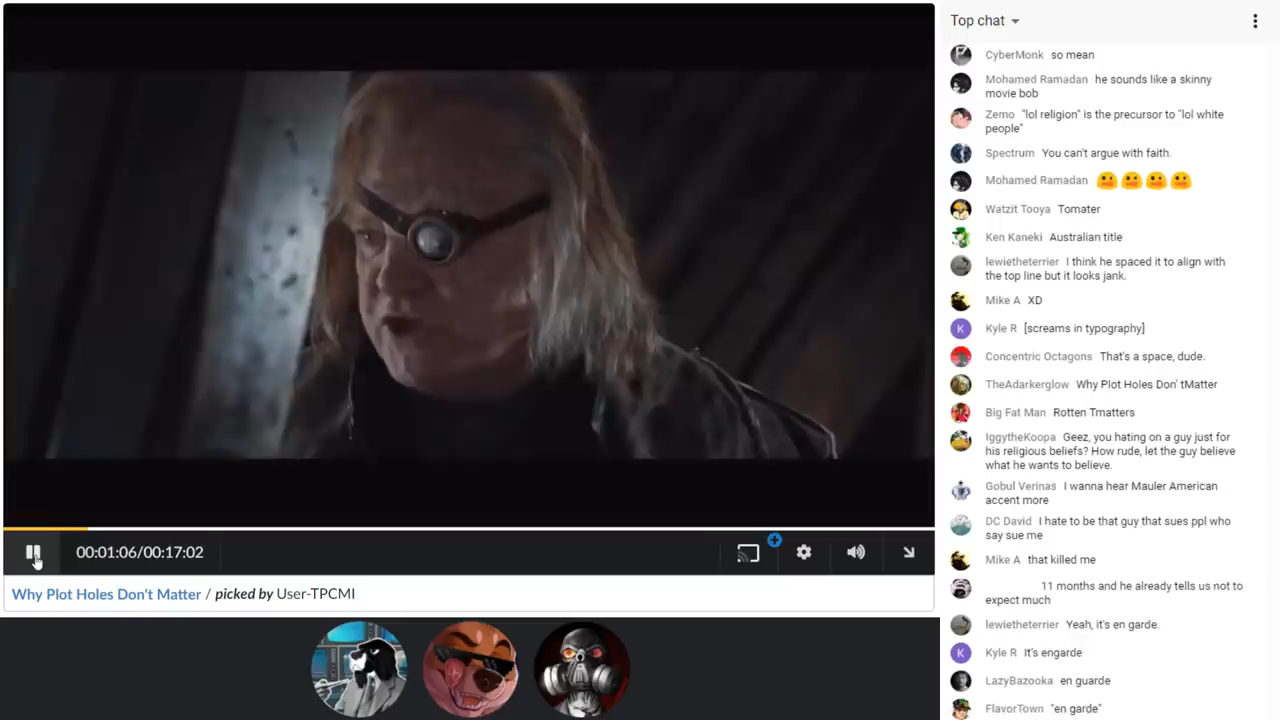 00:01:06/00:17:02
Why Plot Holes Don't Matter / picked by User-TPCMI
Top chat
CyberMonk so mean
Mohamed Ramadan he sounds like a skinny
movie bob
Zemo "lol religion" is the precursor to "lol white
people"
Spectrum You can't argue with faith.
Mohamed Ramadan
Watzit Tooya Tomater
Ken Kaneki Australian title
lewietheterrier I think he spaced it to align with
the top line but it looks jank.
Mike A XD
K Kyle R [screams in typography]
Concentric Octagons That's a space, dude.
TheAdarkerglow Why Plot Holes Don' tMatter
Big Fat Man Rotten Tmatters
IggytheKoopa Geez, you hating on a guy just for
his religious beliefs? How rude, let the guy believe
what he wants to believe.
Gobul Verinas I wanna hear Mauler American
accent more
DC David I hate to be that guy that sues ppl who
say sue me
Mike A that killed me
11 months and he already tells us not to
expect much
lewietheterrier Yeah, it's en garde.
K Kyle R It's engarde
LazyBazooka en guarde
FlavorTown "en garde"